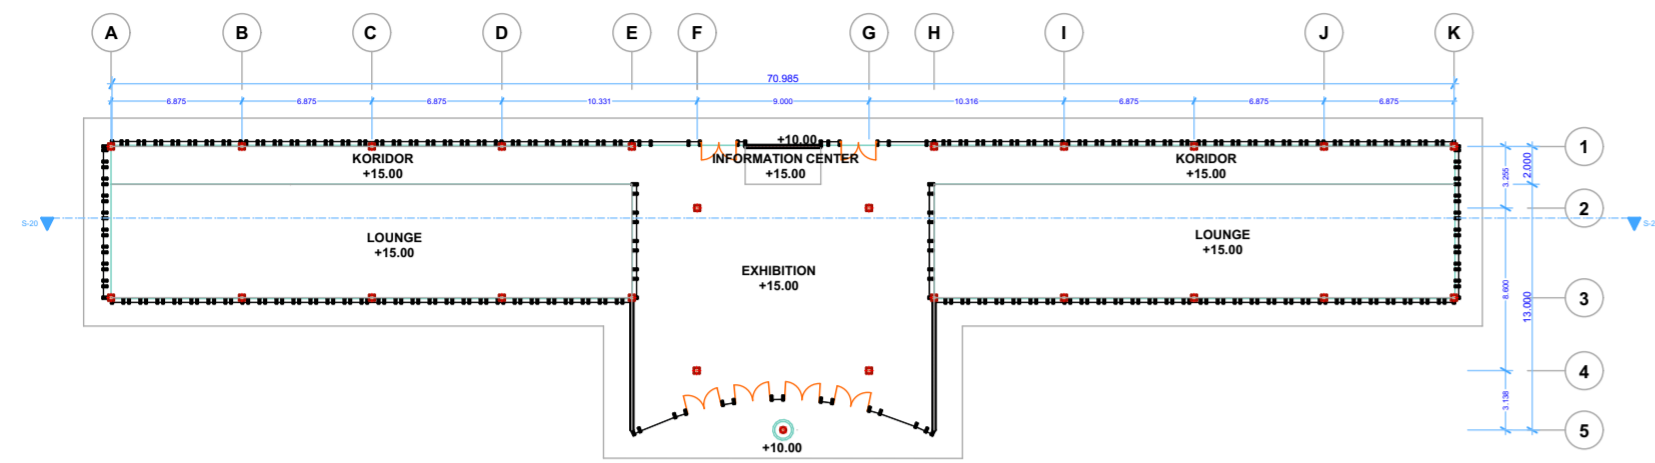 A B C D E F G H I J K
70.985
6.875 6.875 6.875 10.331 9.000 10.316 6.875 6.875 6.875
+10.00
1
KORIDOR INFORMATION CENTER KORIDOR
+15.00 +15.00 +15.00
3.255 2.000
2
S-20 S-2
LOUNGE LOUNGE
+15.00 +15.00
EXHIBITION
+15.00
8.600 13.000
3
4
3.138
5
+10.00